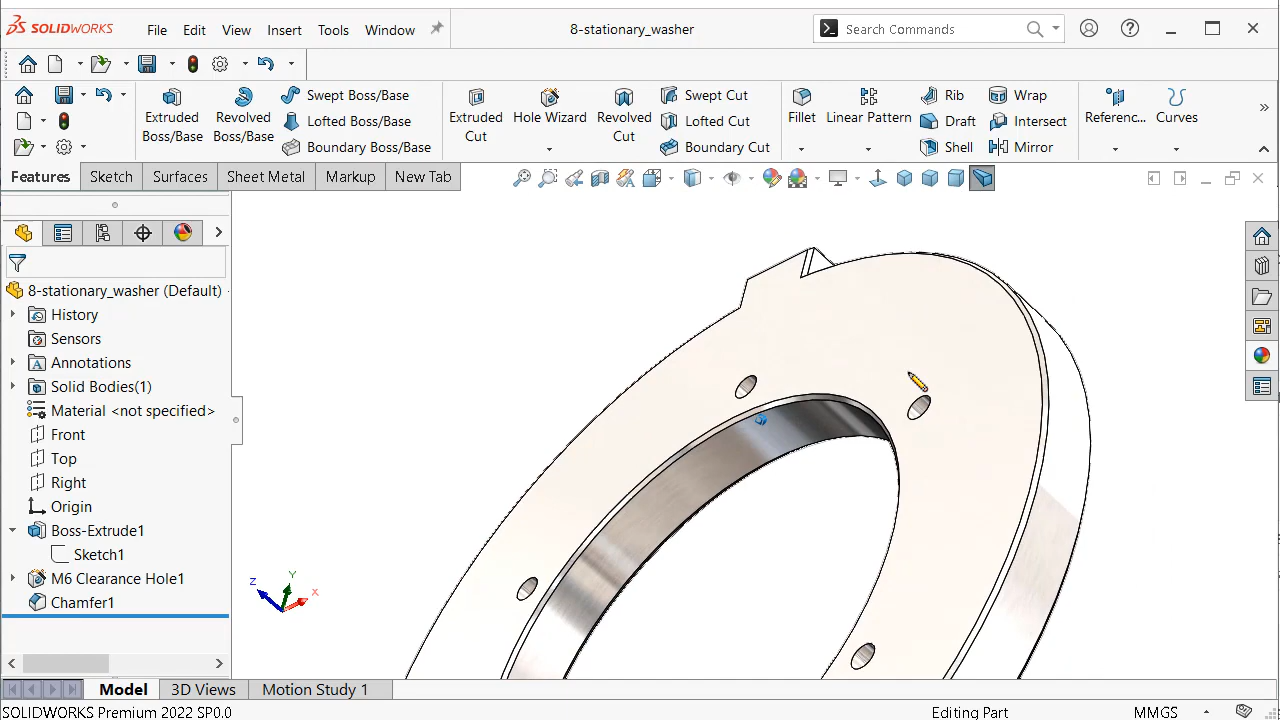 SOLIDWORKS
File
Edit
View
Insert
Tools
Window
8-stationary_washer
Search Commands
Extruded
Boss/Base
Revolved
Boss/Base
Swept Boss/Base
Lofted Boss/Base
Boundary Boss/Base
Extruded
Cut
Hole Wizard
Revolved
Cut
Swept Cut
Lofted Cut
Boundary Cut
Fillet
Linear Pattern
Rib
Draft
Shell
Wrap
Intersect
Mirror
Referenc...
Curves
Features
Sketch
Surfaces
Sheet Metal
Markup
New Tab
8-stationary_washer (Default)
History
Sensors
Annotations
Solid Bodies(1)
Material <not specified>
Front
Top
Right
Origin
Boss-Extrude1
Sketch1
M6 Clearance Hole1
Chamfer1
Z
Y
X
Model
3D Views
Motion Study 1
SOLIDWORKS Premium 2022 SP0.0
Editing Part
MMGS